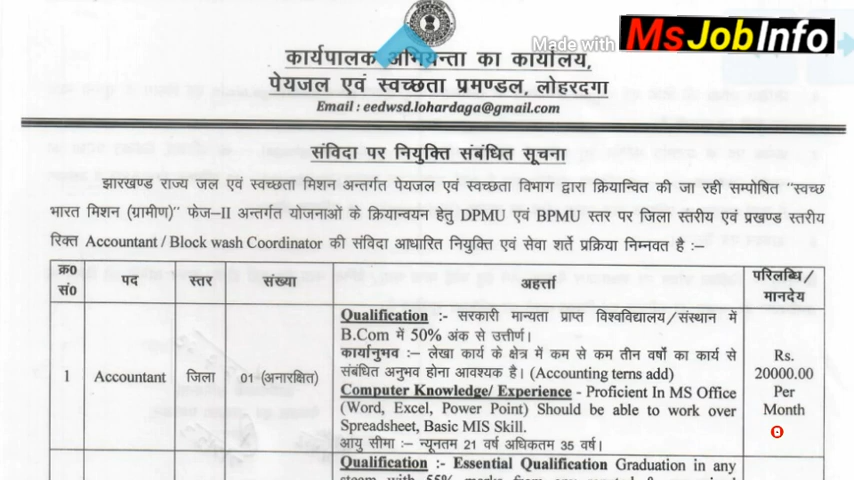 Made with
MsJobInfo
कार्यपालक अभियन्ता का कार्यालय,
पेयजल एवं स्वच्छता प्रमण्डल, लोहरदगा
Email : eedwsd.lohardaga@gmail.com
संविदा पर नियुक्ति संबंधित सूचना
झारखण्ड राज्य जल एवं स्वच्छता मिशन अन्तर्गत पेयजल एवं स्वच्छता विभाग द्वारा क्रियान्वित की जा रही सम्पोषित "स्वच्छ
भारत मिशन (ग्रामीण)" फेज-II अन्तर्गत योजनाओं के क्रियान्वयन हेतु DPMU एवं BPMU स्तर पर जिला स्तरीय एवं प्रखण्ड स्तरीय
रिक्त Accountant / Block wash Coordinator की संविदा आधारित नियुक्ति एवं सेवा शर्ते प्रक्रिया निम्नवत है :–
क्र० सं०
पद
स्तर
संख्या
अहर्त्ता
परिलब्धि/
मानदेय
1
Accountant
जिला
01–(अनारक्षित)
Qualification :- सरकारी मान्यता प्राप्त विश्वविद्यालय/संस्थान में
B.Com में 50% अंक से उत्तीर्ण।
कार्यानुभव :– लेखा कार्य के क्षेत्र में कम से कम तीन वर्षो का कार्य से
संबंधित अनुभव होना आवश्यक है। (Accounting terns add)
Computer Knowledge/ Experience - Proficient In MS Office
(Word, Excel, Power Point) Should be able to work over
Spreadsheet, Basic MIS Skill.
आयु सीमा :– न्यूनतम 21 वर्ष अधिकतम 35 वर्ष।
Rs.
20000.00
Per
Month
Qualification :- Essential Qualification Graduation in any